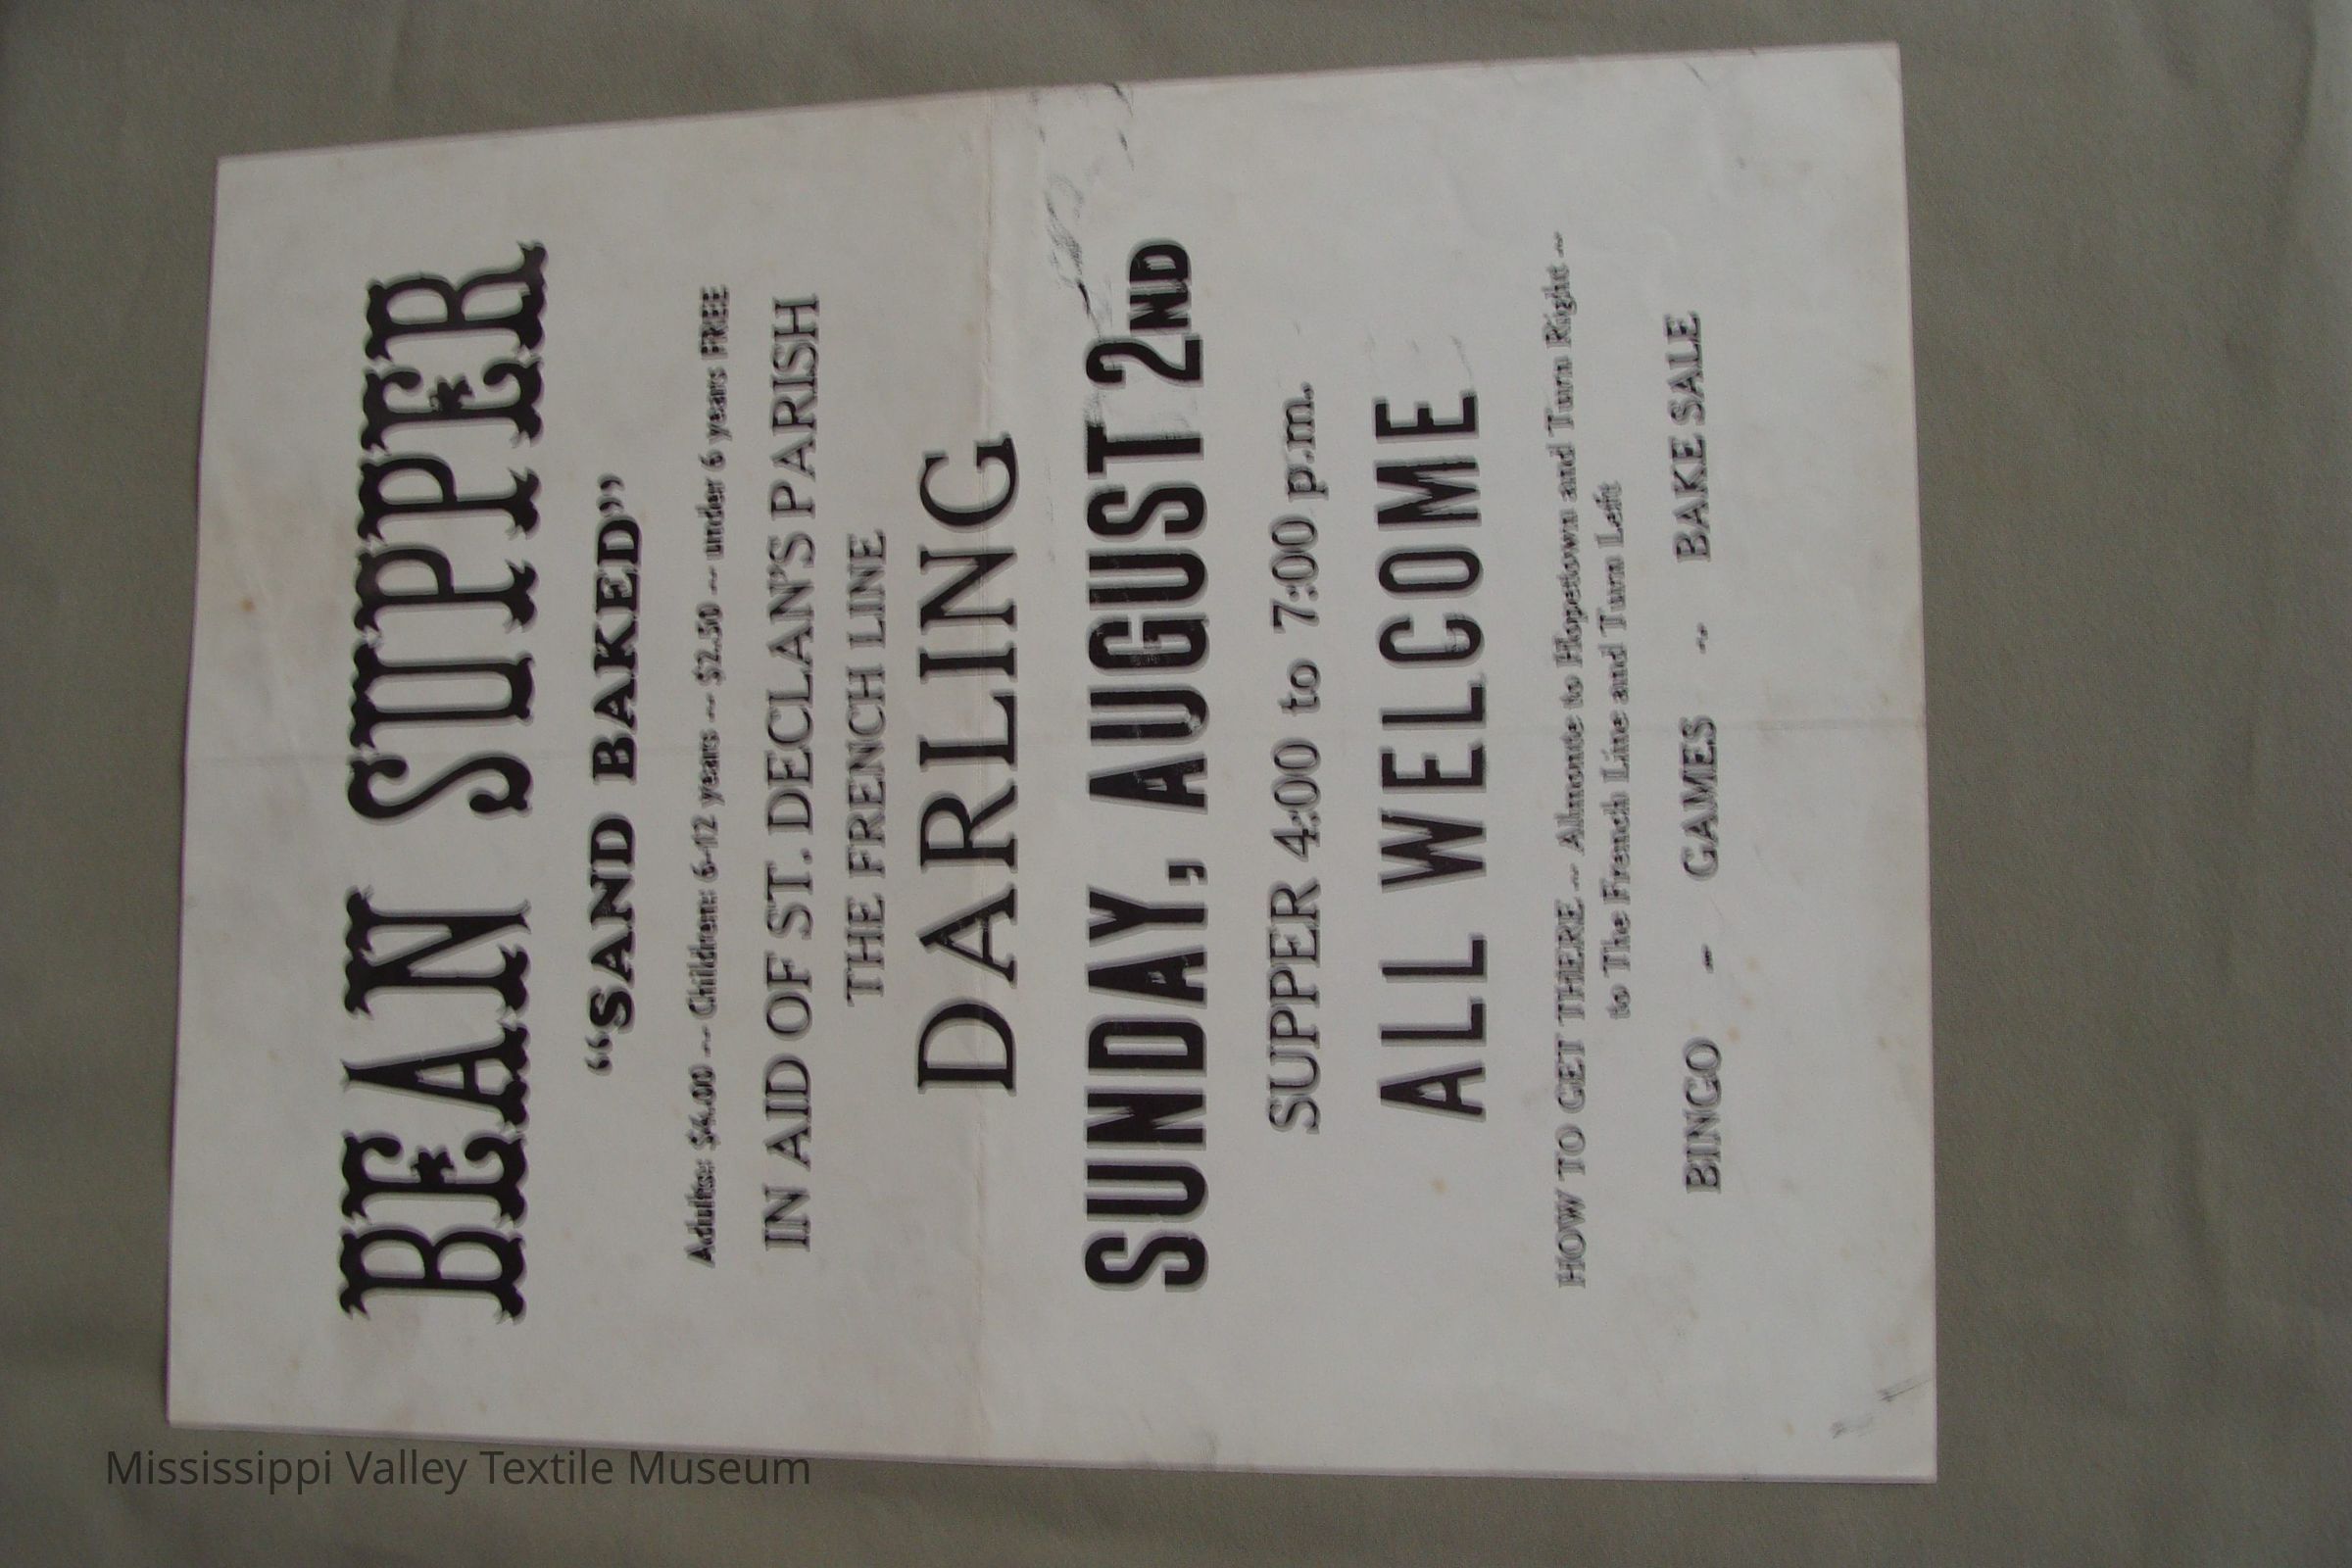 BEAN SUPPER
“SAND BAKED”
Adults: $4.00 -- Children: 6-12 years -- $2.50 -- under 6 years FREE
IN AID OF ST. DECLAN'S PARISH
THE FRENCH LINE
DARLING
SUNDAY, AUGUST 2ND
SUPPER 4:00 to 7:00 p.m.
ALL WELCOME
HOW TO GET THERE -- Almonte to Hopetown and Turn Right --
to The French Line and Turn Left
BINGO -- GAMES -- BAKE SALE
Mississippi Valley Textile Museum